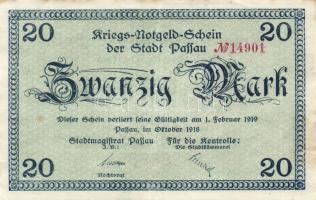 20 Kriegs-Notgeld-Schein 20
der Stadt Passau
№14901
Zwanzig Mark
Dieser Schein verliert seine Gültigkeit am 1. Februar 1919
Passau, im Oktober 1918
Stadtmagistrat Passau Für die Kontrolle:
J. V.: Die Stadtkämmerei
20 20
Rechtsrat